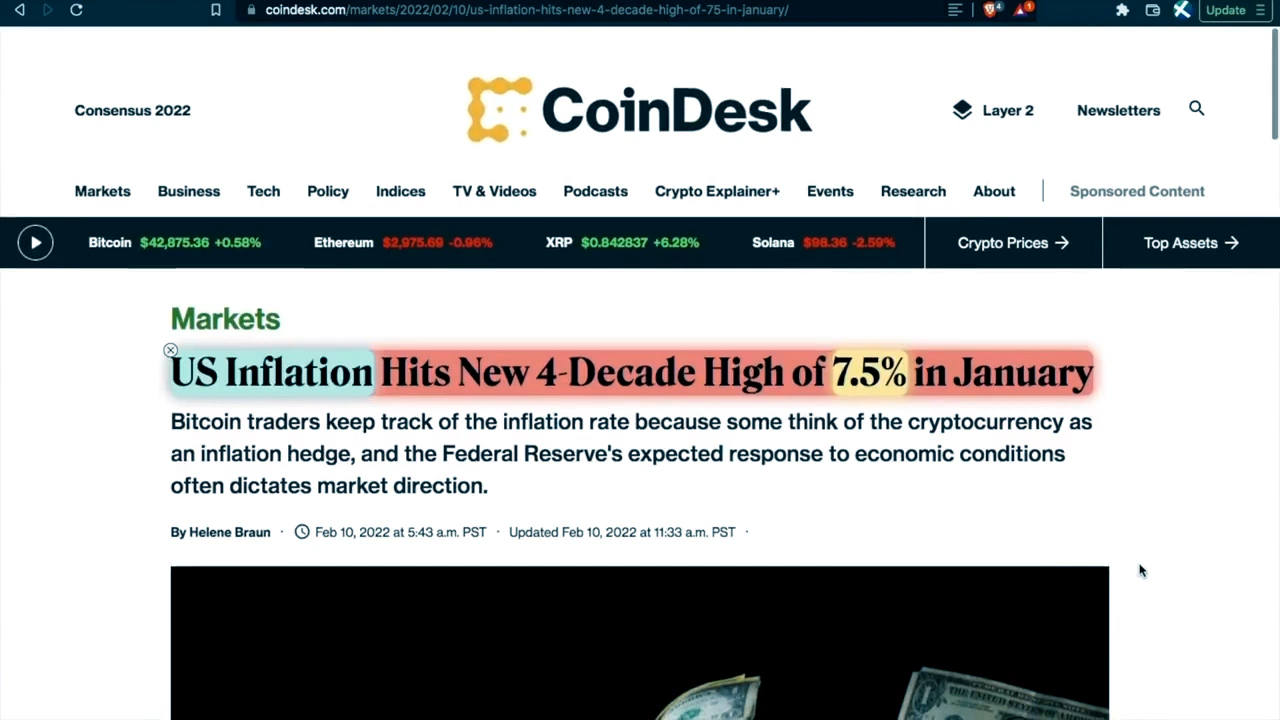 coindesk.com/markets/2022/02/10/us-inflation-hits-new-4-decade-high-of-75-in-january/
4
1
Update
Consensus 2022
CoinDesk
Layer 2
Newsletters
Markets Business Tech Policy Indices TV & Videos Podcasts Crypto Explainer+ Events Research About Sponsored Content
Bitcoin $42,875.36 +0.58% Ethereum $2,975.69 -0.96% XRP $0.842837 +6.28% Solana $98.36 -2.59% Crypto Prices → Top Assets →
Markets
US Inflation Hits New 4-Decade High of 7.5% in January
Bitcoin traders keep track of the inflation rate because some think of the cryptocurrency as
an inflation hedge, and the Federal Reserve's expected response to economic conditions
often dictates market direction.
By Helene Braun · Feb 10, 2022 at 5:43 a.m. PST · Updated Feb 10, 2022 at 11:33 a.m. PST ·